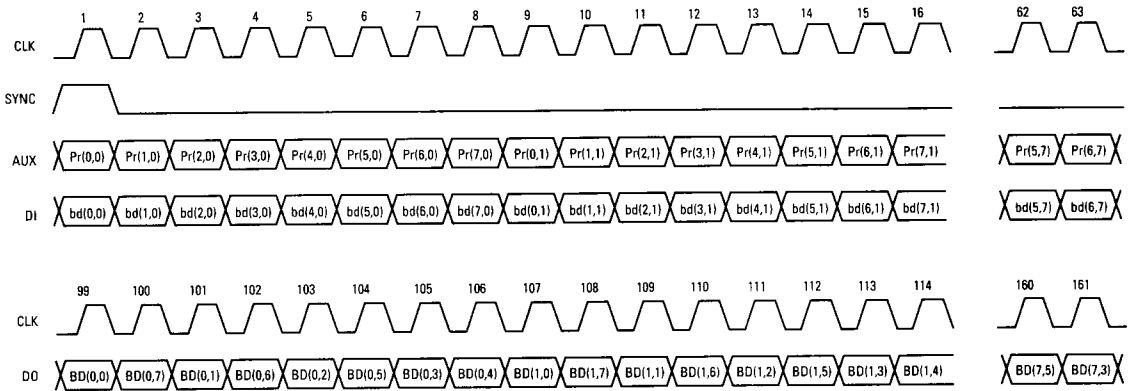 1 2 3 4 5 6 7 8 9 10 11 12 13 14 15 16 62 63
CLK
SYNC
AUX Pr(0,0) Pr(1,0) Pr(2,0) Pr(3,0) Pr(4,0) Pr(5,0) Pr(6,0) Pr(7,0) Pr(0,1) Pr(1,1) Pr(2,1) Pr(3,1) Pr(4,1) Pr(5,1) Pr(6,1) Pr(7,1) Pr(5,7) Pr(6,7)
DI bd(0,0) bd(1,0) bd(2,0) bd(3,0) bd(4,0) bd(5,0) bd(6,0) bd(7,0) bd(0,1) bd(1,1) bd(2,1) bd(3,1) bd(4,1) bd(5,1) bd(6,1) bd(7,1) bd(5,7) bd(6,7)
99 100 101 102 103 104 105 106 107 108 109 110 111 112 113 114 160 161
CLK
DO BD(0,0) BD(0,7) BD(0,1) BD(0,6) BD(0,2) BD(0,5) BD(0,3) BD(0,4) BD(1,0) BD(1,7) BD(1,1) BD(1,6) BD(1,2) BD(1,5) BD(1,3) BD(1,4) BD(7,5) BD(7,3)